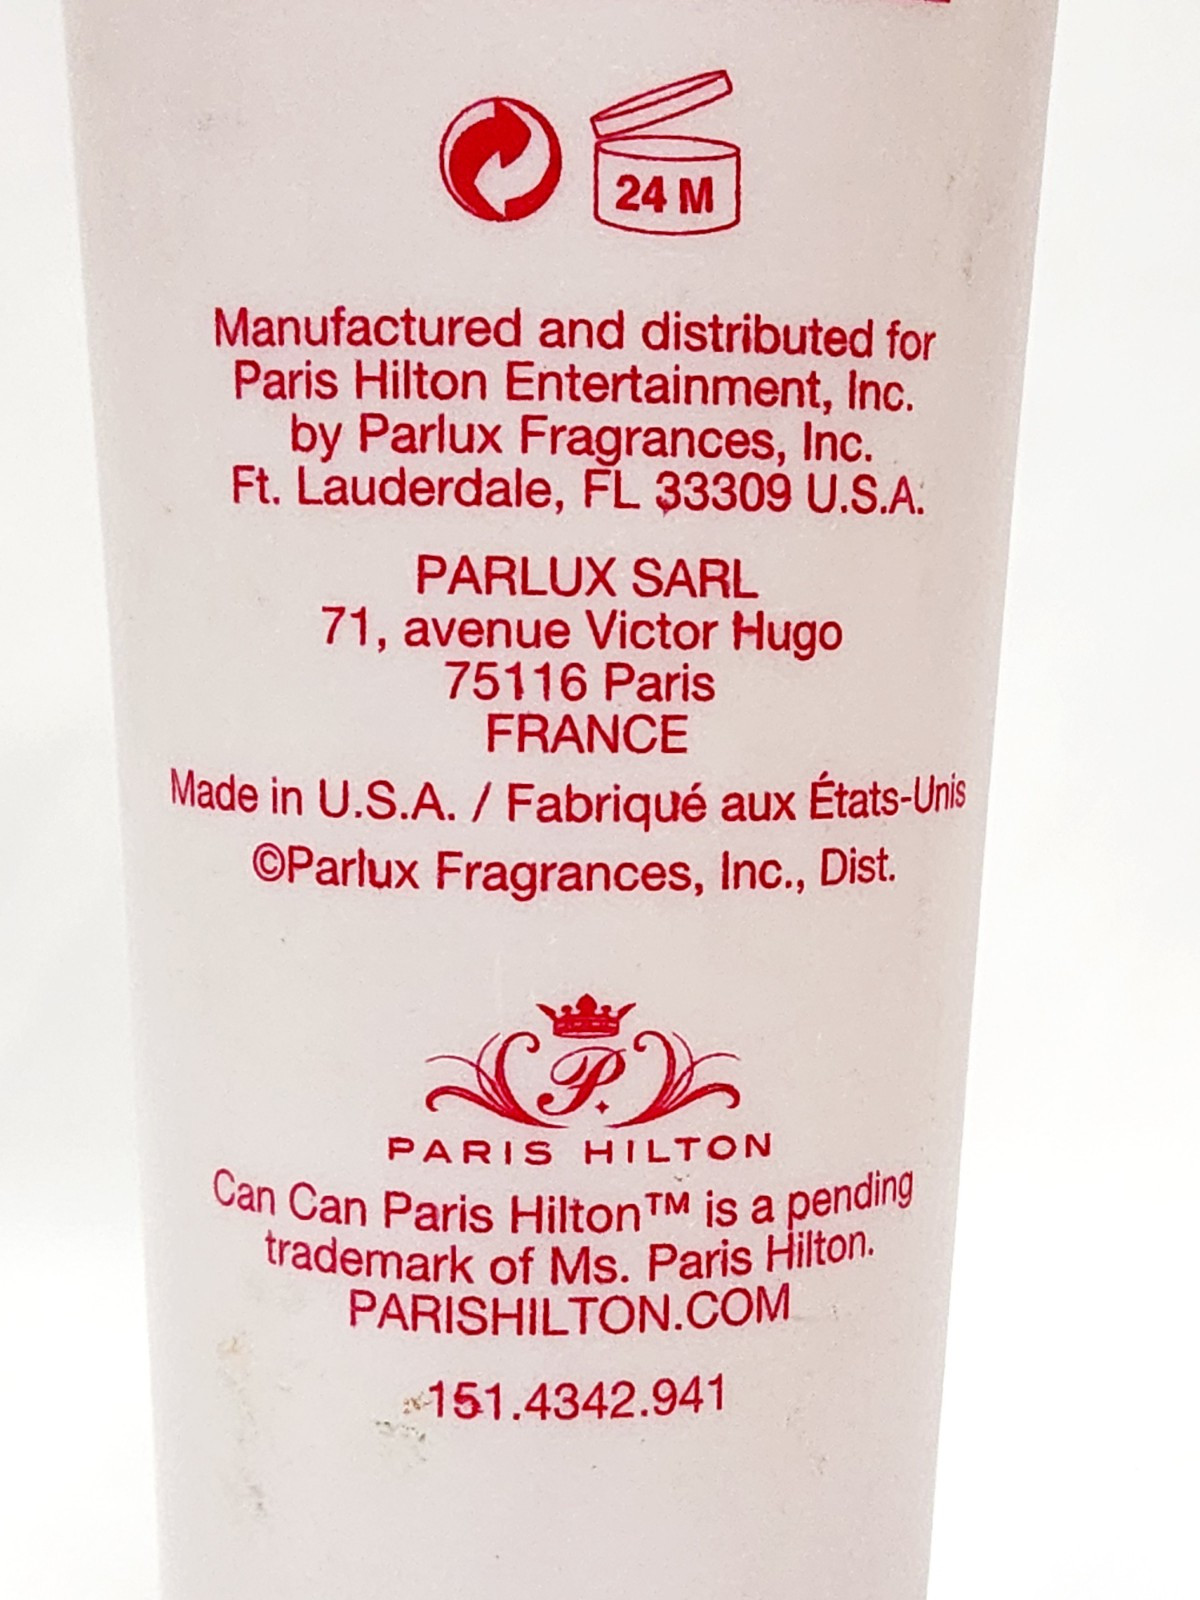 24 M
Manufactured and distributed for
Paris Hilton Entertainment, Inc.
by Parlux Fragrances, Inc.
Ft. Lauderdale, FL 33309 U.S.A.
PARLUX SARL
71, avenue Victor Hugo
75116 Paris
FRANCE
Made in U.S.A. / Fabriqué aux États-Unis
©Parlux Fragrances, Inc., Dist.
P.
PARIS HILTON
Can Can Paris Hilton™ is a pending
trademark of Ms. Paris Hilton.
PARISHILTON.COM
151.4342.941